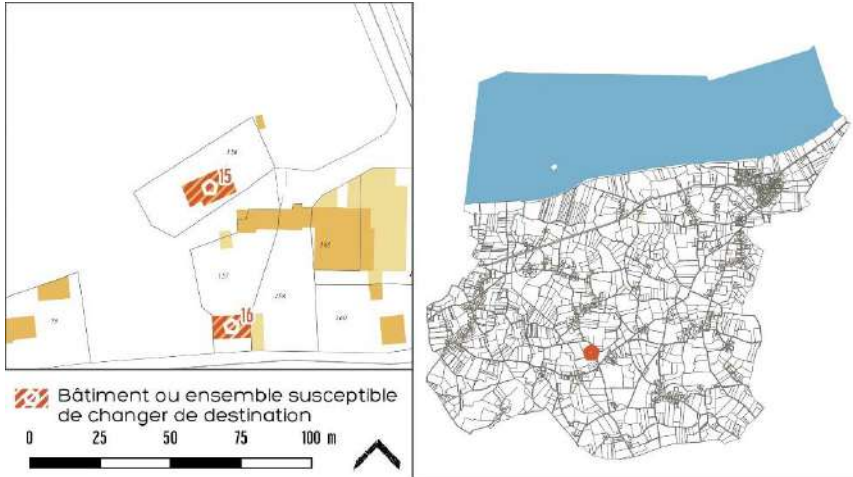 15
16
Bâtiment ou ensemble susceptible
de changer de destination
0 25 50 75 100 m